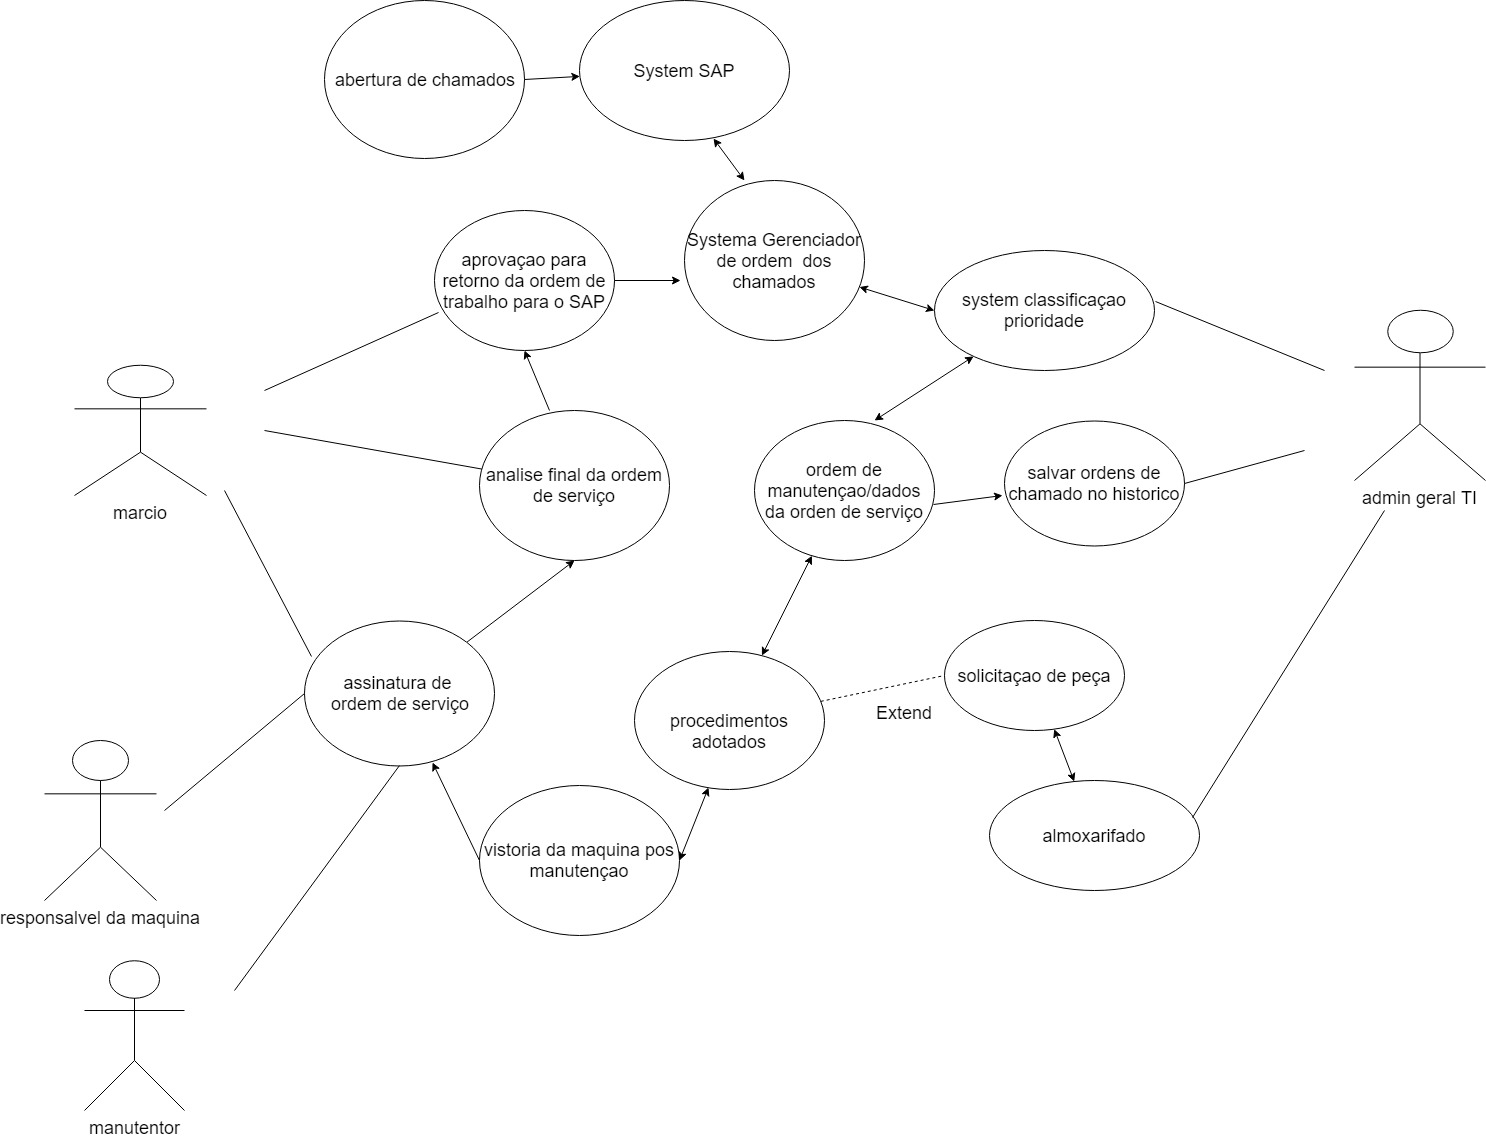 abertura de chamados
System SAP
Systema Gerenciador
de ordem  dos
chamados
aprovaçao para
retorno da ordem de
trabalho para o SAP
system classificaçao
prioridade
marcio
analise final da ordem
de serviço
ordem de
manutençao/dados
da orden de serviço
salvar ordens de
chamado no historico
admin geral TI
assinatura de
ordem de serviço
procedimentos
adotados
Extend
solicitaçao de peça
vistoria da maquina pos
manutençao
almoxarifado
responsalvel da maquina
manutentor